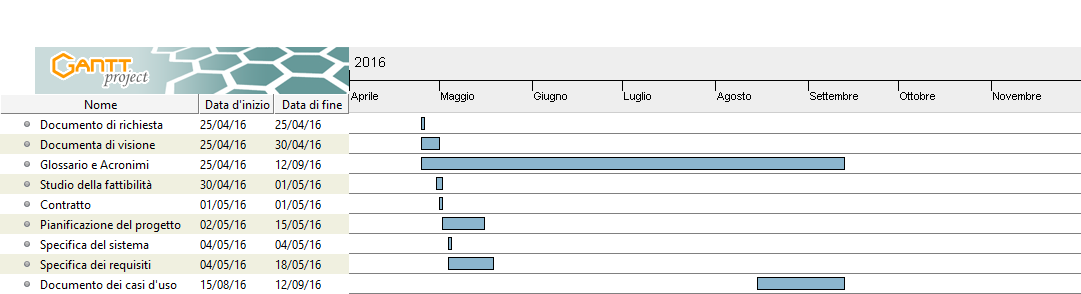 GANTT
project
2016
Aprile Maggio Giugno Luglio Agosto Settembre Ottobre Novembre
Nome Data d'inizio Data di fine
Documento di richiesta 25/04/16 25/04/16
Documenta di visione 25/04/16 30/04/16
Glossario e Acronimi 25/04/16 12/09/16
Studio della fattibilità 30/04/16 01/05/16
Contratto 01/05/16 01/05/16
Pianificazione del progetto 02/05/16 15/05/16
Specifica del sistema 04/05/16 04/05/16
Specifica dei requisiti 04/05/16 18/05/16
Documento dei casi d'uso 15/08/16 12/09/16